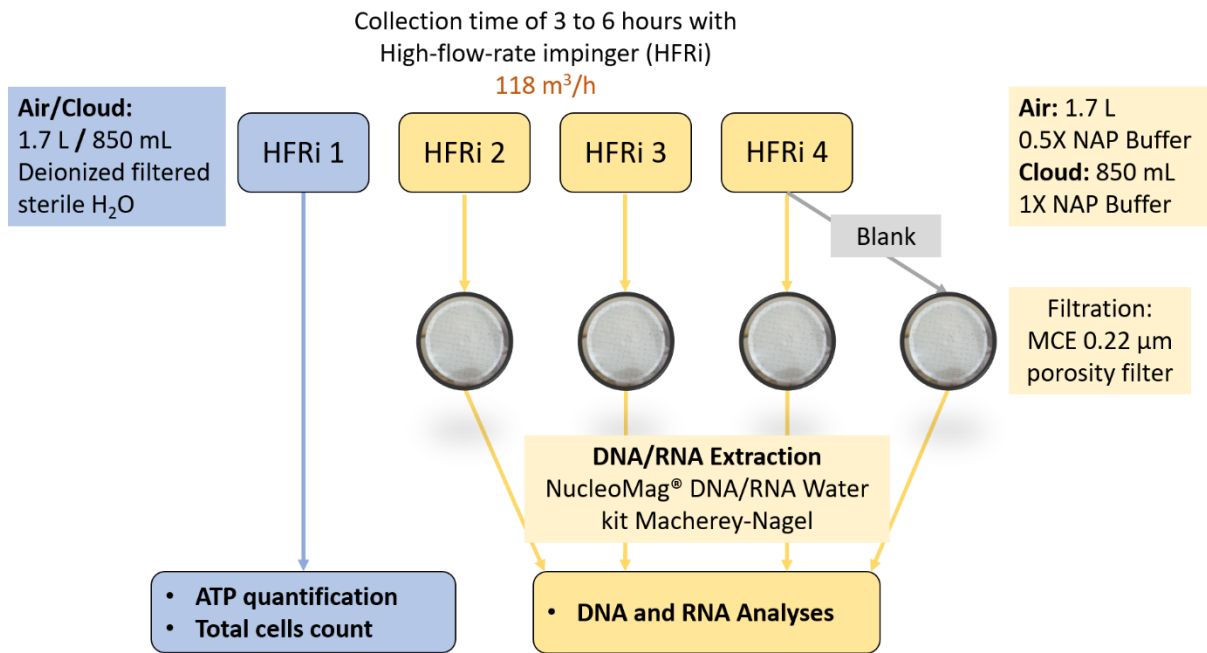 Collection time of 3 to 6 hours with
High-flow-rate impinger (HFRi)
118 m³/h
Air/Cloud:
1.7 L / 850 mL
Deionized filtered
sterile H₂O
HFRi 1
HFRi 2
HFRi 3
HFRi 4
Air: 1.7 L
0.5X NAP Buffer
Cloud: 850 mL
1X NAP Buffer
Blank
Filtration:
MCE 0.22 µm
porosity filter
DNA/RNA Extraction
NucleoMag® DNA/RNA Water
kit Macherey-Nagel
• ATP quantification
• Total cells count
• DNA and RNA Analyses